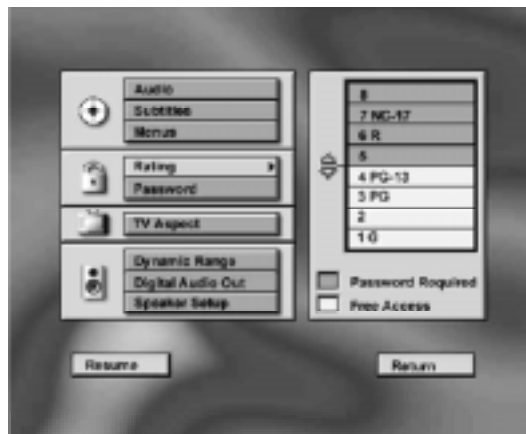 Audio
Subtitles
Menus
Rating
Password
TV Aspect
Dynamic Range
Digital Audio Out
Speaker Setup
8
7 NC-17
6 R
5
4 PG-13
3 PG
2
1 G
Password Required
Free Access
Resume
Return